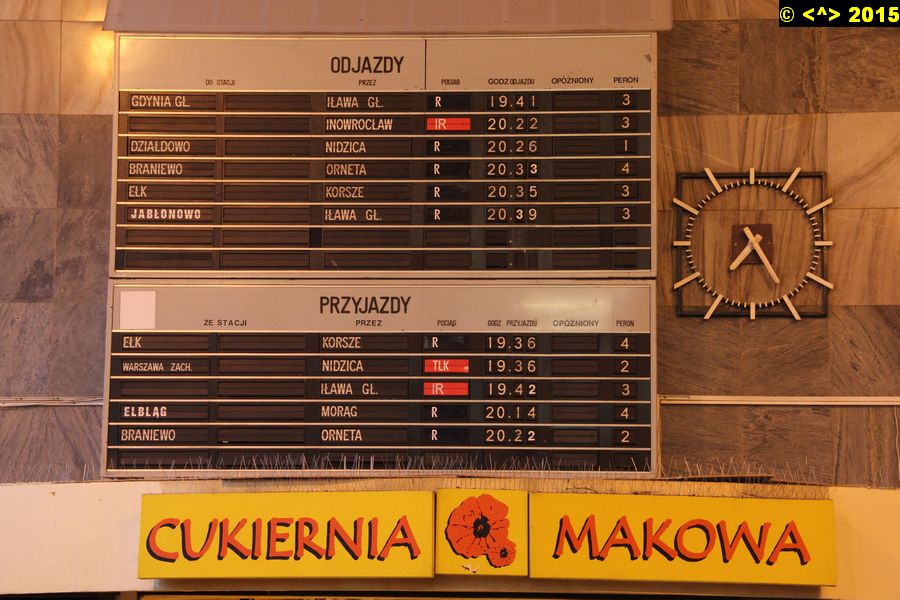 © <^> 2015
ODJAZDY
DO STACJI PRZEZ POCIĄG GODZ ODJAZDU OPÓŹNIONY PERON
GDYNIA GŁ. IŁAWA GŁ. R 19.41 3
INOWROCŁAW IR 20.22 3
DZIAŁDOWO NIDZICA R 20.26 1
BRANIEWO ORNETA R 20.33 4
EŁK KORSZE R 20.35 3
JABŁONOWO IŁAWA GŁ. R 20.39 3
PRZYJAZDY
ZE STACJI PRZEZ POCIĄG GODZ PRZYJAZDU OPÓŹNIONY PERON
EŁK KORSZE R 19.36 4
WARSZAWA ZACH. NIDZICA TLK 19.36 2
IŁAWA GŁ. IR 19.42 3
ELBLĄG MORĄG R 20.14 4
BRANIEWO ORNETA R 20.22 2
CUKIERNIA MAKOWA